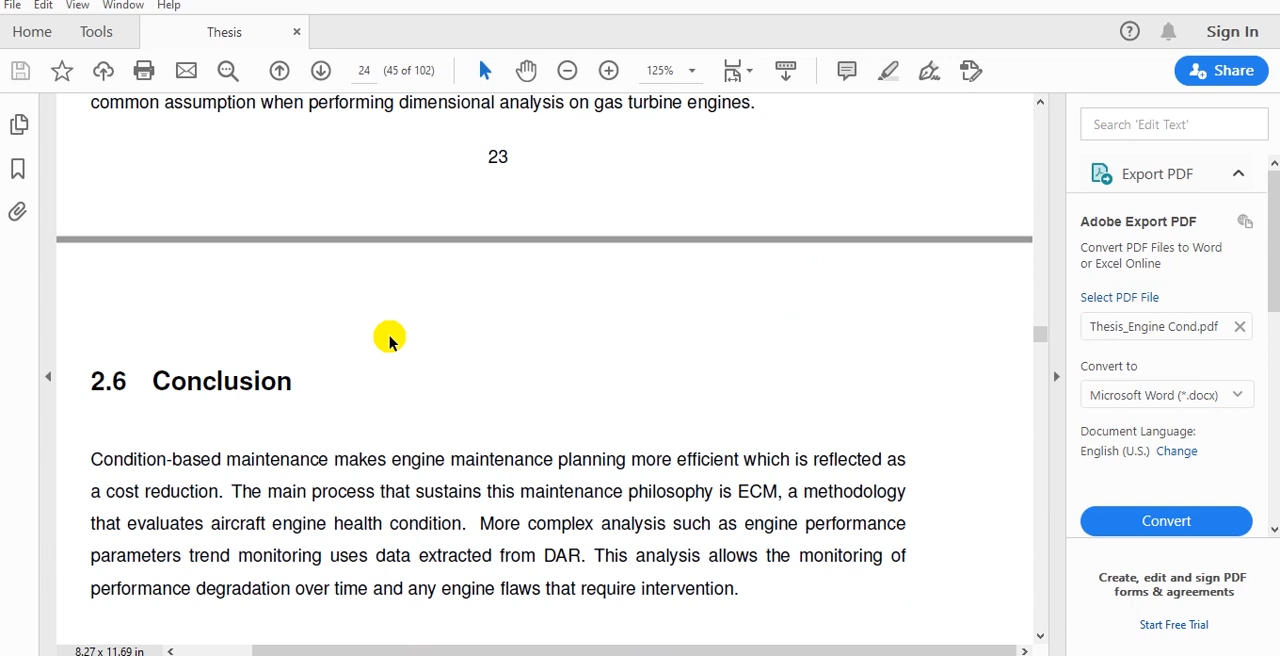 File Edit View Window Help
Home Tools Thesis × Sign In
24 (45 of 102) 125% Share
common assumption when performing dimensional analysis on gas turbine engines.
23
2.6 Conclusion
Condition-based maintenance makes engine maintenance planning more efficient which is reflected as
a cost reduction. The main process that sustains this maintenance philosophy is ECM, a methodology
that evaluates aircraft engine health condition. More complex analysis such as engine performance
parameters trend monitoring uses data extracted from DAR. This analysis allows the monitoring of
performance degradation over time and any engine flaws that require intervention.
8.27 x 11.69 in
Search 'Edit Text'
Export PDF
Adobe Export PDF
Convert PDF Files to Word
or Excel Online
Select PDF File
Thesis_Engine Cond.pdf
Convert to
Microsoft Word (*.docx)
Document Language:
English (U.S.) Change
Convert
Create, edit and sign PDF
forms & agreements
Start Free Trial